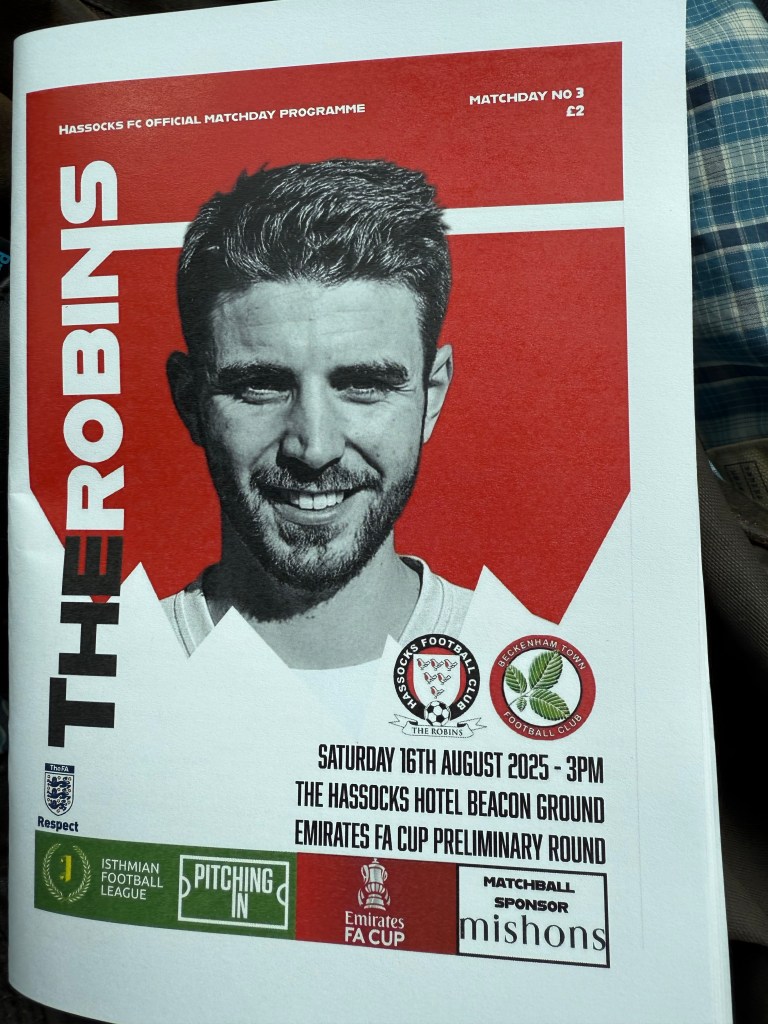 HASSOCKS FC OFFICIAL MATCHDAY PROGRAMME
MATCHDAY NO 3
£2
THEROBINS
HASSOCKS FOOTBALL CLUB
THE ROBINS
BECKENHAM TOWN
FOOTBALL CLUB
SATURDAY 16TH AUGUST 2025 - 3PM
THE HASSOCKS HOTEL BEACON GROUND
EMIRATES FA CUP PRELIMINARY ROUND
The FA
Respect
ISTHMIAN
FOOTBALL
LEAGUE
PITCHING
IN
Emirates
FA CUP
MATCHBALL
SPONSOR
mishons